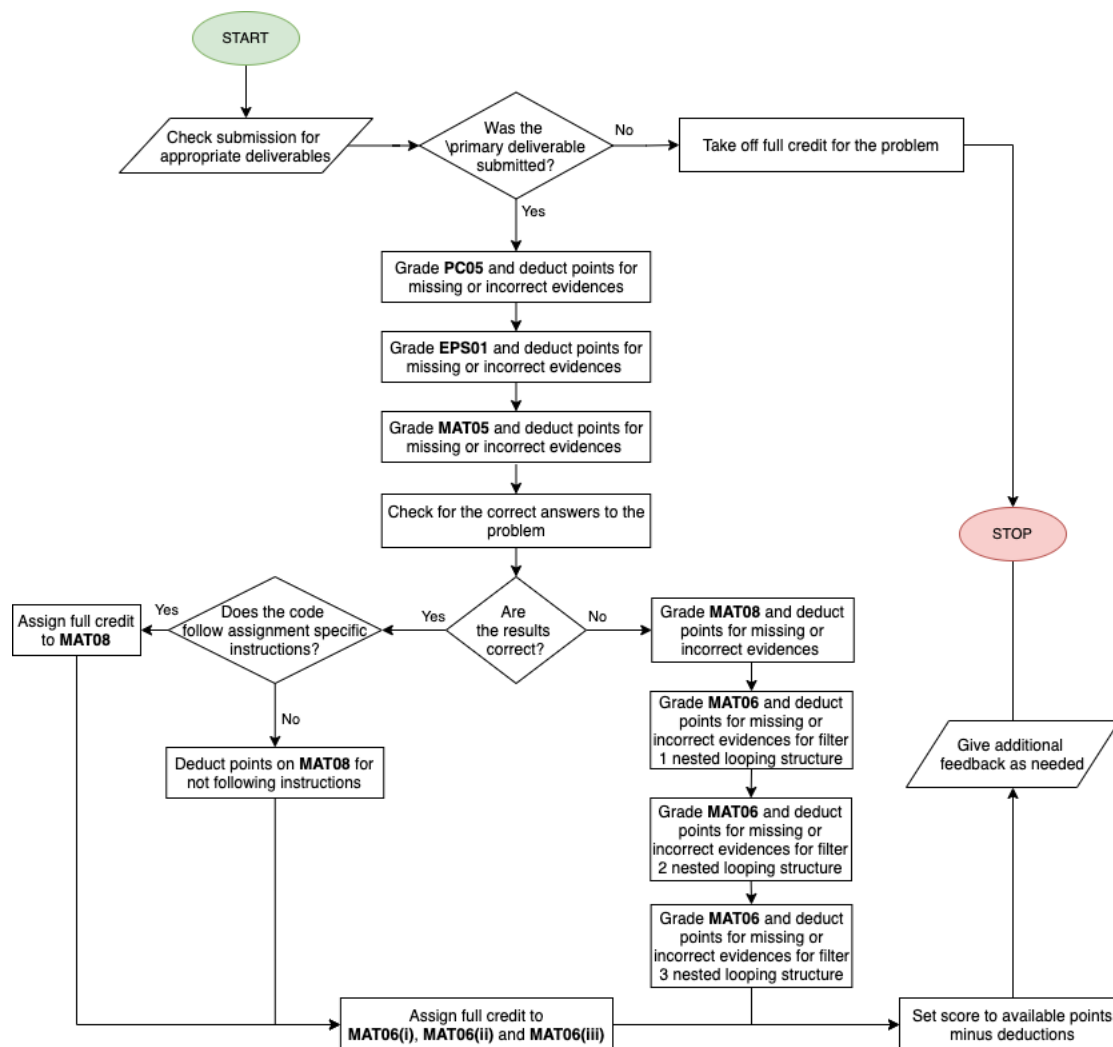 START
Check submission for
appropriate deliverables
Was the
\primary deliverable
submitted?
No
Take off full credit for the problem
Yes
Grade PC05 and deduct points for
missing or incorrect evidences
Grade EPS01 and deduct points for
missing or incorrect evidences
Grade MAT05 and deduct points for
missing or incorrect evidences
Check for the correct answers to the
problem
STOP
Assign full credit
to MAT08
Yes
Does the code
follow assignment specific
instructions?
Yes
Are
the results
correct?
No
Grade MAT08 and deduct
points for missing or
incorrect evidences
No
Deduct points on MAT08 for
not following instructions
Grade MAT06 and deduct
points for missing or
incorrect evidences for filter
1 nested looping structure
Give additional
feedback as needed
Grade MAT06 and deduct
points for missing or
incorrect evidences for filter
2 nested looping structure
Grade MAT06 and deduct
points for missing or
incorrect evidences for filter
3 nested looping structure
Assign full credit to
MAT06(i), MAT06(ii) and MAT06(iii)
Set score to available points
minus deductions